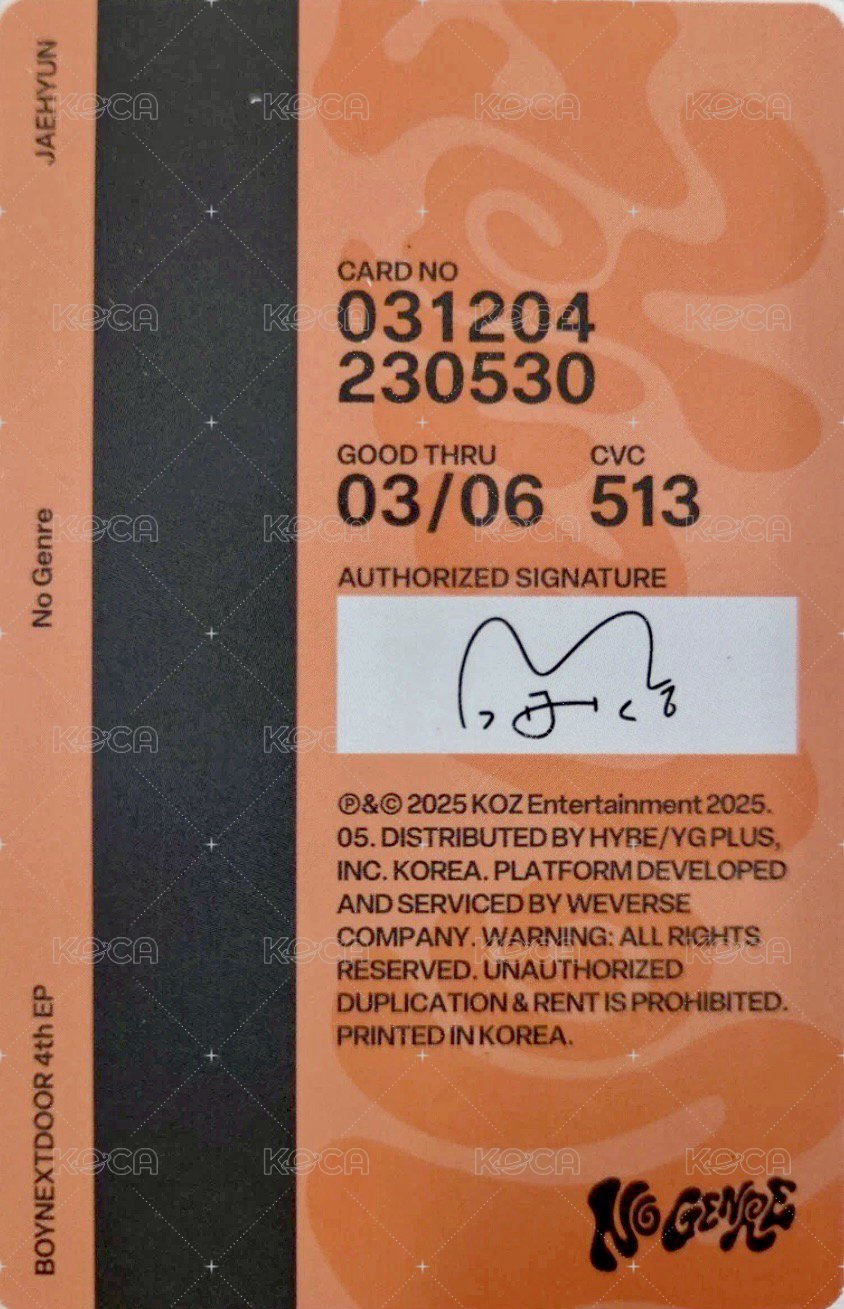 JAEHYUN
No Genre
BOYNEXTDOOR 4th EP
CARD NO
031204
230530
GOOD THRU CVC
03/06 513
AUTHORIZED SIGNATURE
℗&© 2025 KOZ Entertainment 2025.
05. DISTRIBUTED BY HYBE/YG PLUS,
INC. KOREA. PLATFORM DEVELOPED
AND SERVICED BY WEVERSE
COMPANY. WARNING: ALL RIGHTS
RESERVED. UNAUTHORIZED
DUPLICATION & RENT IS PROHIBITED.
PRINTED IN KOREA.
NO GENRE
KOCA